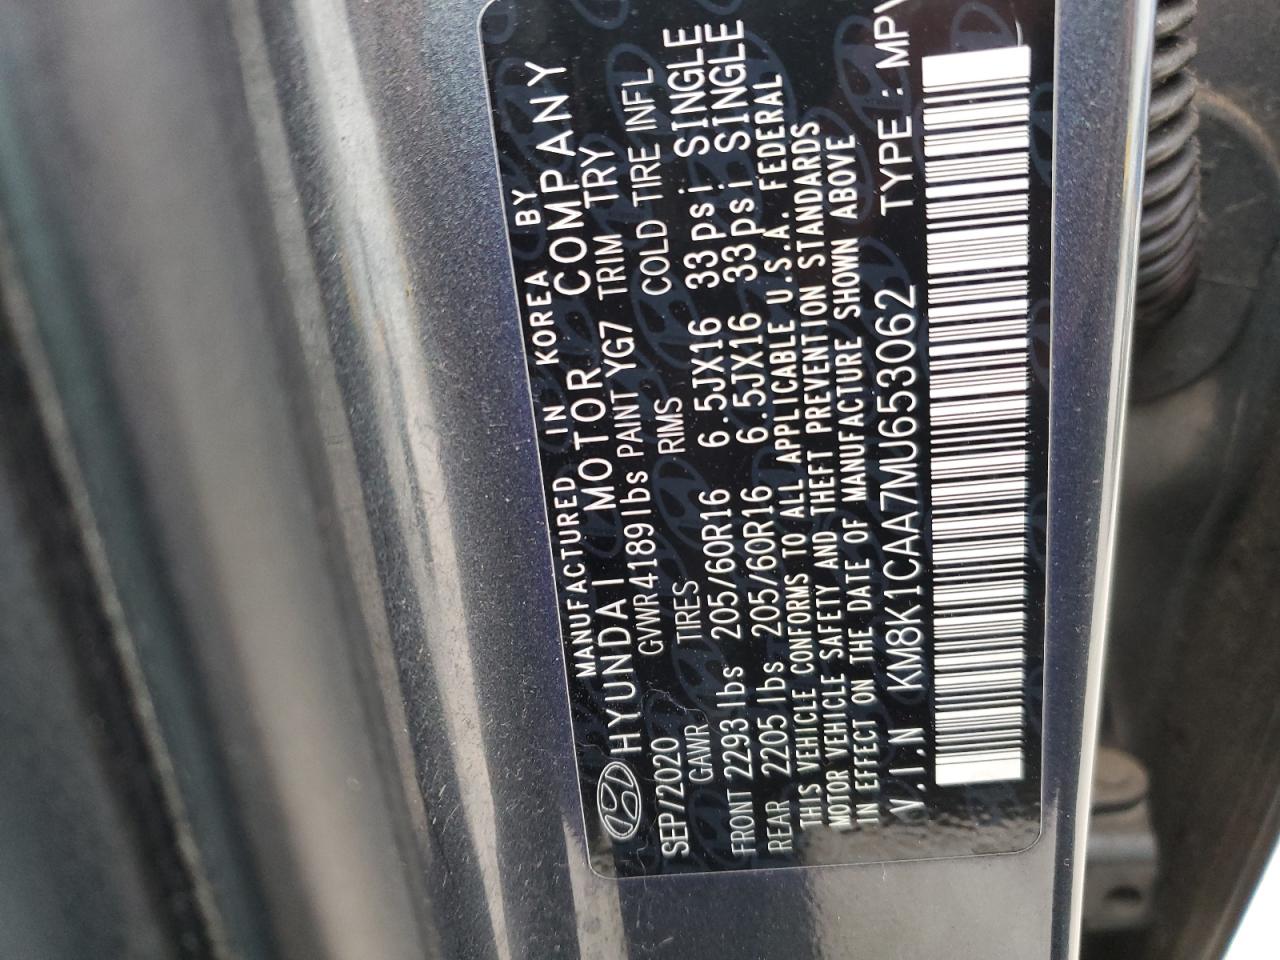 MANUFACTURED IN KOREA BY
HYUNDAI MOTOR COMPANY
SEP/2020 GVWR 4189 lbs PAINT YG7 TRIM TRY
GAWR TIRES RIMS COLD TIRE INFL
FRONT 2293 lbs 205/60R16 6.5JX16 33psi SINGLE
REAR 2205 lbs 205/60R16 6.5JX16 33psi SINGLE
THIS VEHICLE CONFORMS TO ALL APPLICABLE U.S.A. FEDERAL
MOTOR VEHICLE SAFETY AND THEFT PREVENTION STANDARDS
IN EFFECT ON THE DATE OF MANUFACTURE SHOWN ABOVE
V.I.N KM8K1CAA7MU653062 TYPE : MPV